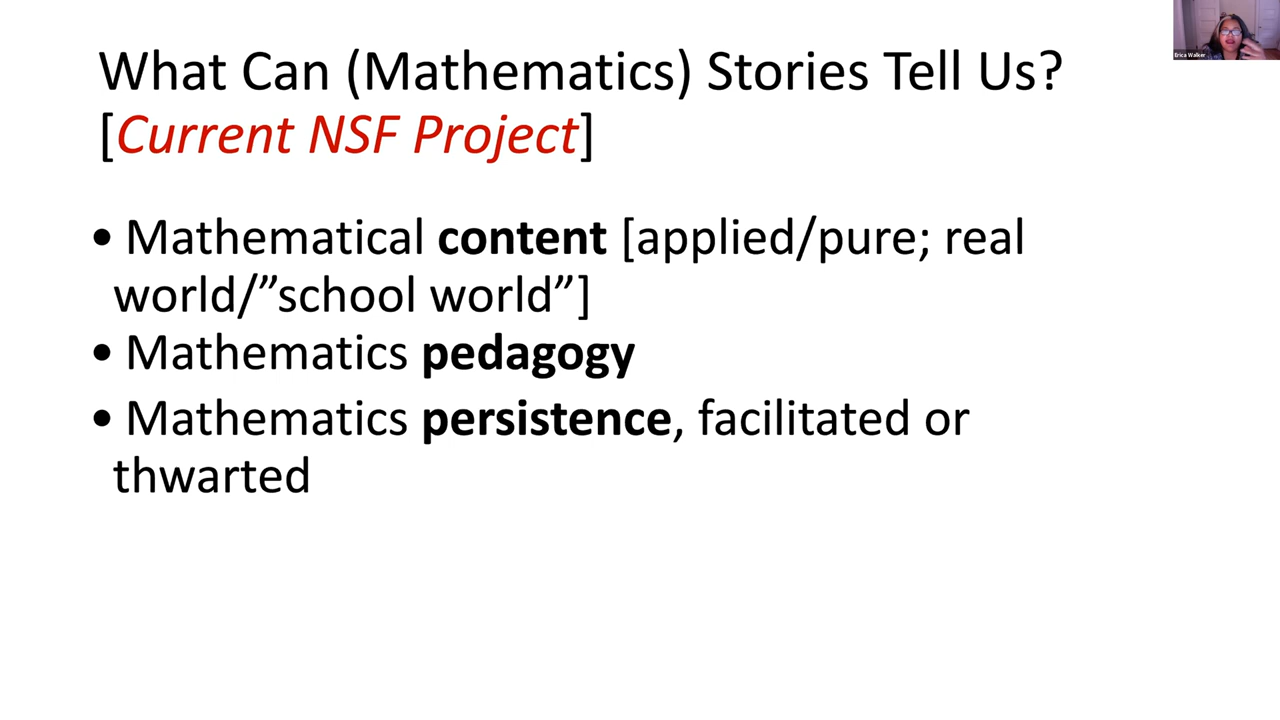 What Can (Mathematics) Stories Tell Us?
[Current NSF Project]
• Mathematical content [applied/pure; real
world/”school world”]
• Mathematics pedagogy
• Mathematics persistence, facilitated or
thwarted
Erica Walker